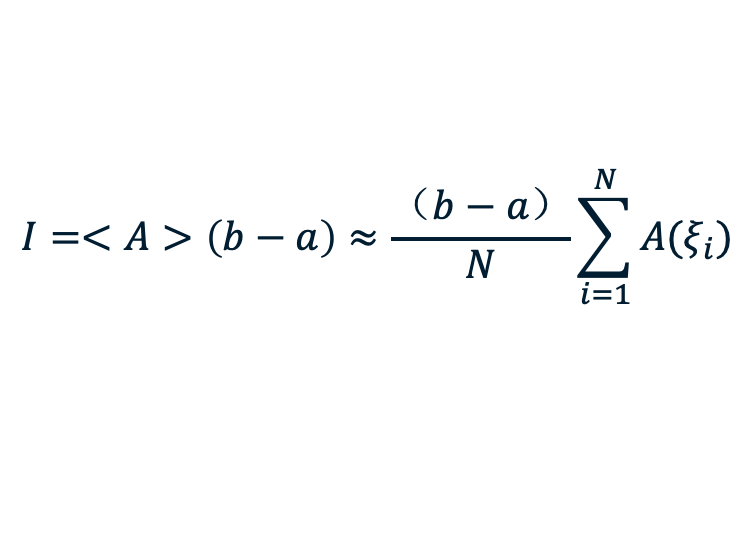 I =< A > (b − a) ≈ （b − a）/N ∑_{i=1}^{N} A(ξ_i)